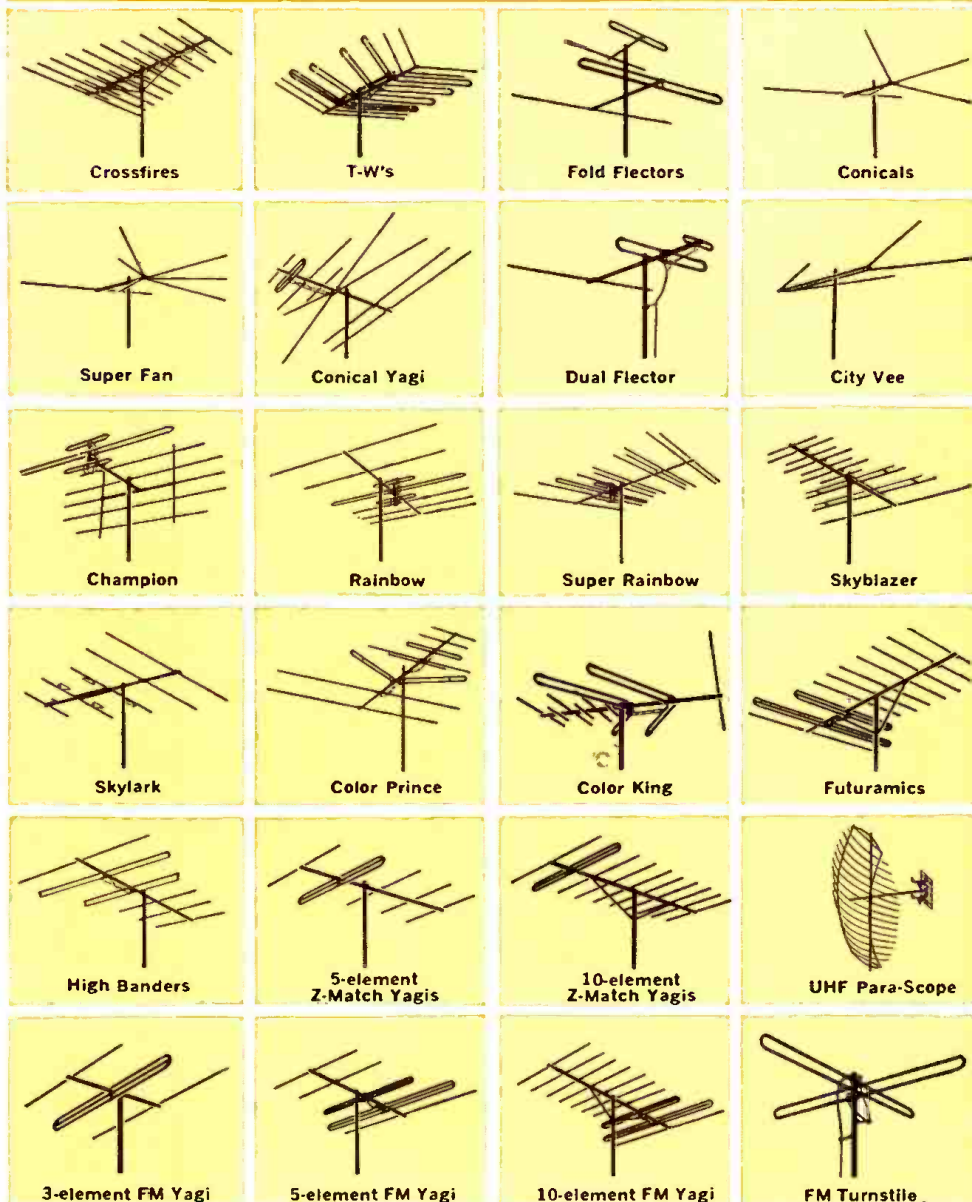 Crossfires
T-W's
Fold Flectors
Conicals
Super Fan
Conical Yagi
Dual Flector
City Vee
Champion
Rainbow
Super Rainbow
Skyblazer
Skylark
Color Prince
Color King
Futuramics
High Banders
5-element
Z-Match Yagis
10-element
Z-Match Yagis
UHF Para-Scope
3-element FM Yagi
5-element FM Yagi
10-element FM Yagi
FM Turnstile